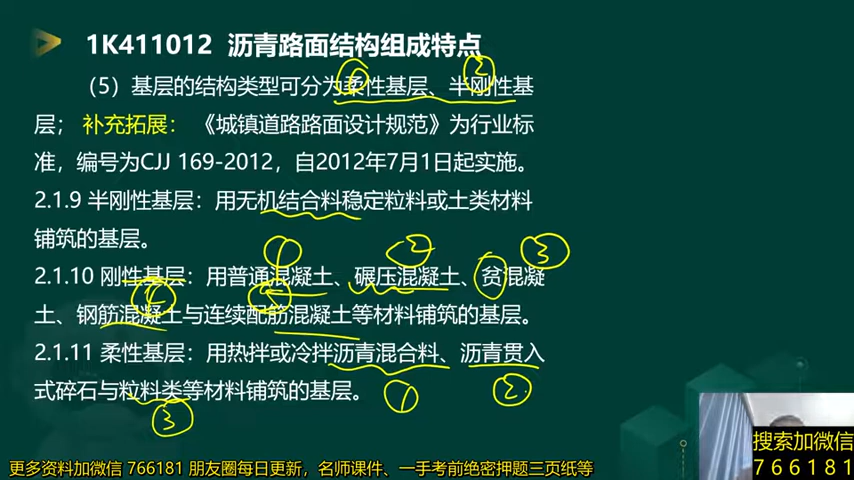 1K411012 沥青路面结构组成特点
（5）基层的结构类型可分为柔性基层、半刚性基
层；补充拓展：《城镇道路路面设计规范》为行业标
准，编号为CJJ 169-2012，自2012年7月1日起实施。
2.1.9 半刚性基层：用无机结合料稳定粒料或土类材料
铺筑的基层。
2.1.10 刚性基层：用普通混凝土、碾压混凝土、贫混凝
土、钢筋混凝土与连续配筋混凝土等材料铺筑的基层。
2.1.11 柔性基层：用热拌或冷拌沥青混合料、沥青贯入
式碎石与粒料类等材料铺筑的基层。
搜索加微信
766181
更多资料加微信 766181 朋友圈每日更新，名师课件、一手考前绝密押题三页纸等